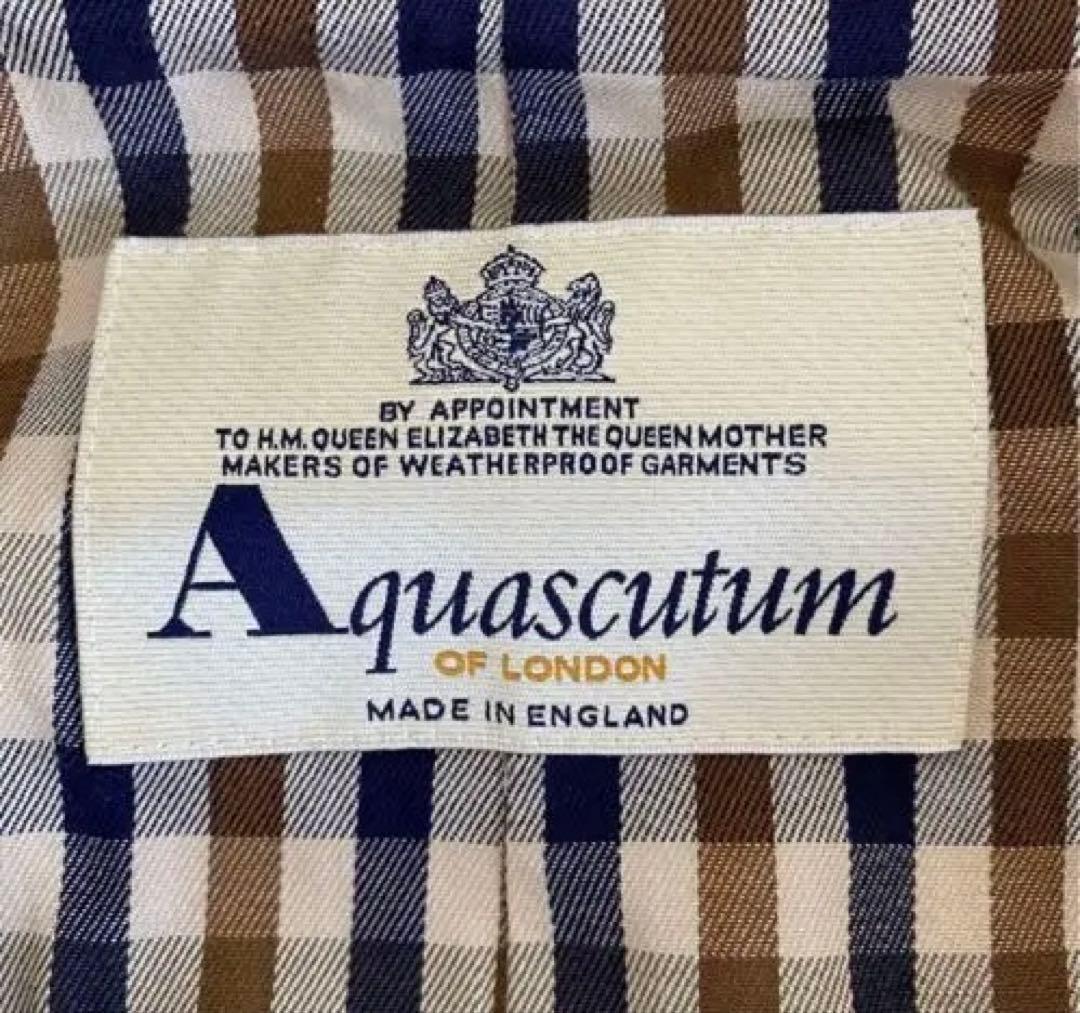 BY APPOINTMENT
TO H.M. QUEEN ELIZABETH THE QUEEN MOTHER
MAKERS OF WEATHERPROOF GARMENTS
Aquascutum
OF LONDON
MADE IN ENGLAND